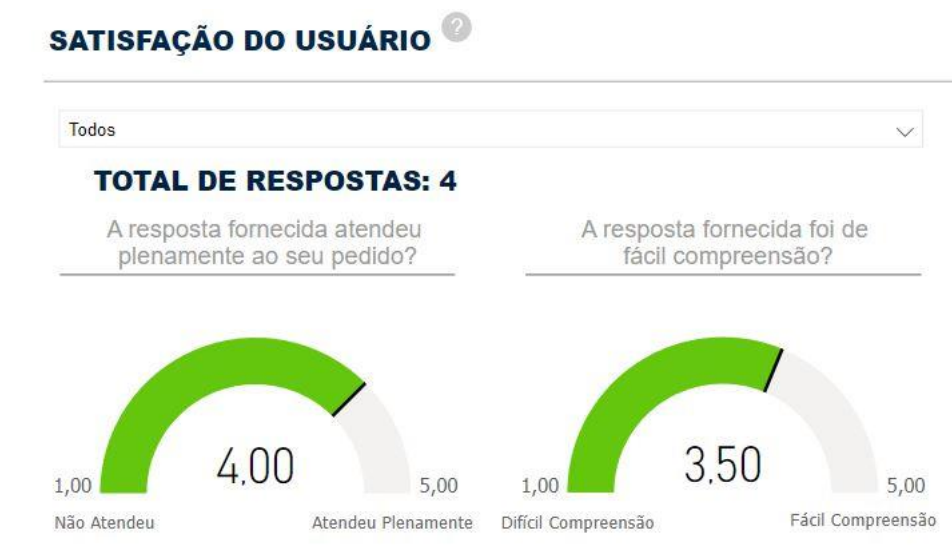 SATISFAÇÃO DO USUÁRIO ?
Todos
TOTAL DE RESPOSTAS: 4
A resposta fornecida atendeu
plenamente ao seu pedido?
4,00
1,00
5,00
Não Atendeu
Atendeu Plenamente
A resposta fornecida foi de
fácil compreensão?
3,50
1,00
5,00
Difícil Compreensão
Fácil Compreensão